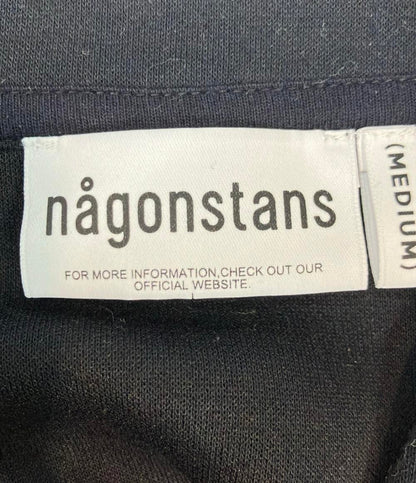 någonstans
FOR MORE INFORMATION,CHECK OUT OUR
OFFICIAL WEBSITE.
(MEDIUM)